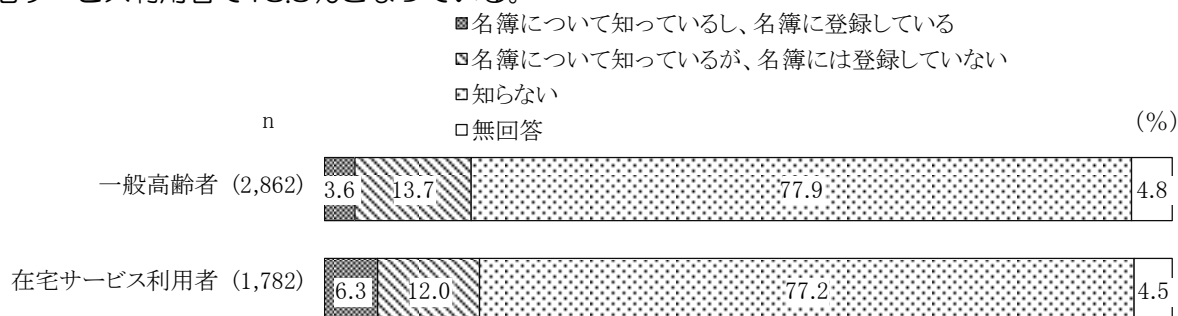 名簿について知っているし、名簿に登録している
名簿について知っているが、名簿には登録していない
知らない
無回答
n
(%)
一般高齢者 (2,862) 3.6 13.7 77.9 4.8
在宅サービス利用者 (1,782) 6.3 12.0 77.2 4.5